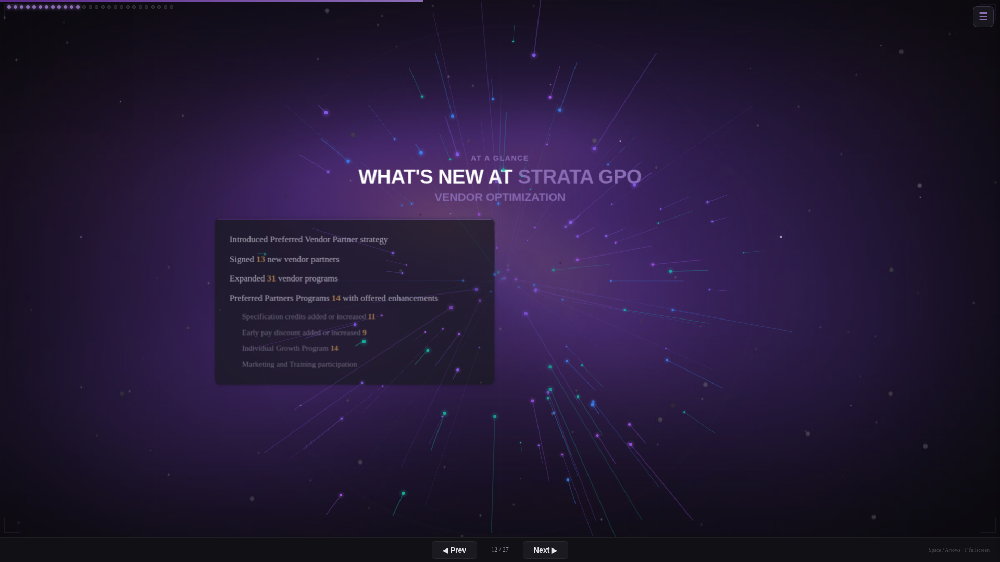 AT A GLANCE
WHAT'S NEW AT STRATA GPO
VENDOR OPTIMIZATION
Introduced Preferred Vendor Partner strategy
Signed 13 new vendor partners
Expanded 31 vendor programs
Preferred Partners Programs 14 with offered enhancements
Specification credits added or increased 11
Early pay discount added or increased 9
Individual Growth Program 14
Marketing and Training participation
◀ Prev
12 / 27
Next ▶
Space / Arrows · F fullscreen